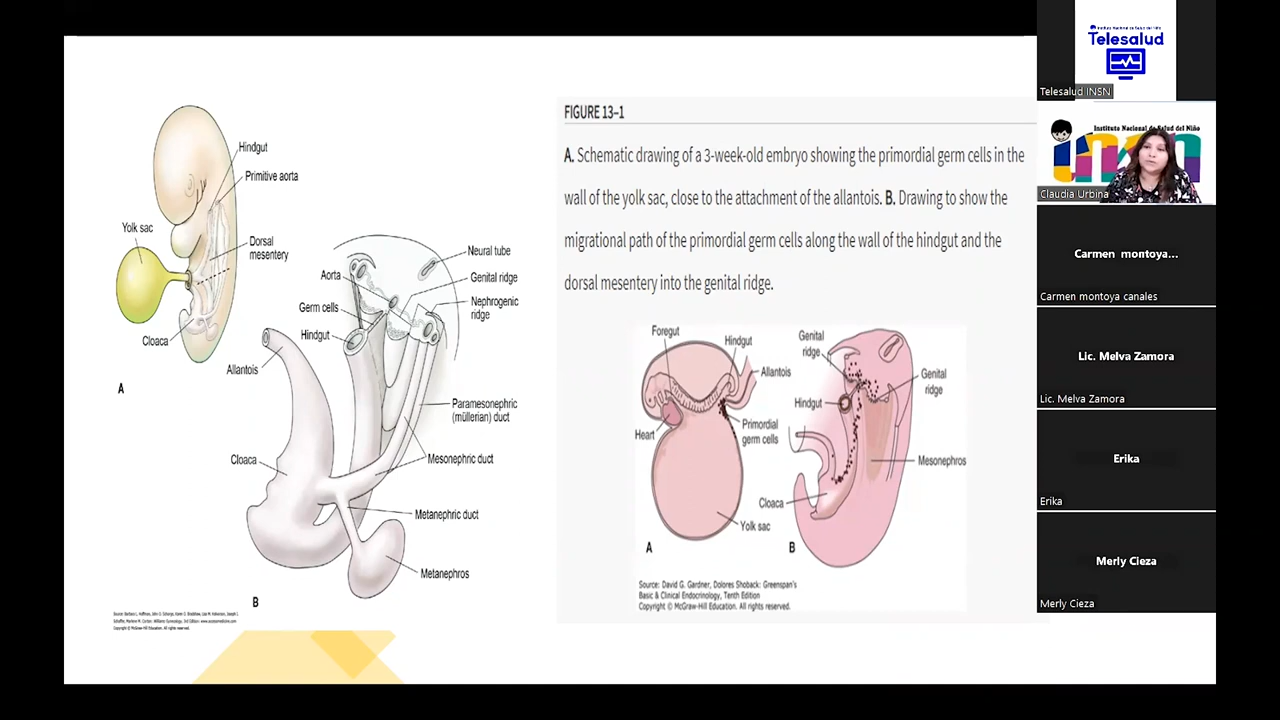 Hindgut
Primitive aorta
Yolk sac
Dorsal
mesentery
Cloaca
A
Neural tube
Aorta
Genital ridge
Germ cells
Nephrogenic
ridge
Hindgut
Allantois
Paramesonephric
(müllerian) duct
Cloaca
Mesonephric duct
Metanephric duct
Metanephros
B
FIGURE 13–1
A. Schematic drawing of a 3-week-old embryo showing the primordial germ cells in the
wall of the yolk sac, close to the attachment of the allantois. B. Drawing to show the
migrational path of the primordial germ cells along the wall of the hindgut and the
dorsal mesentery into the genital ridge.
Foregut
Hindgut
Allantois
Heart
Primordial
germ cells
Yolk sac
A
Genital
ridge
Genital
ridge
Hindgut
Mesonephros
Cloaca
B
Source: David G. Gardner, Dolores Shoback: Greenspan's
Basic & Clinical Endocrinology, Tenth Edition
Copyright © McGraw-Hill Education. All rights reserved.
Copyright © McGraw-Hill Education. All rights reserved.
Telesalud
Telesalud INSN
Instituto Nacional de Salud del Niño
Claudia Urbina
Carmen montoya...
Carmen montoya canales
Lic. Melva Zamora
Lic. Melva Zamora
Erika
Erika
Merly Cieza
Merly Cieza